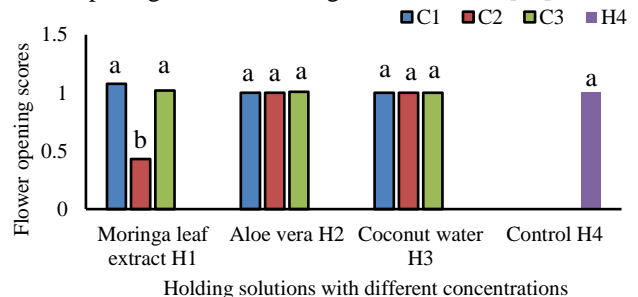 C1 C2 C3 H4
1.5
1
0.5
0
Flower opening scores
a a a a a a a a a
b
Moringa leaf extract H1
Aloe vera H2
Coconut water H3
Control H4
Holding solutions with different concentrations